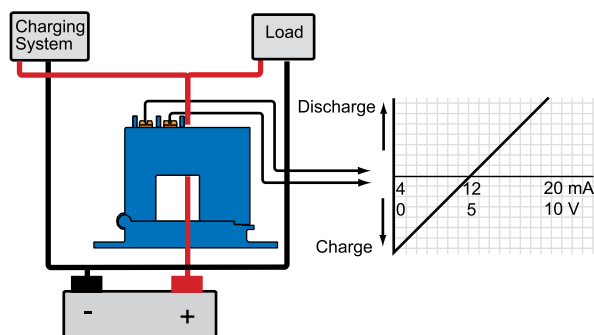 Charging
System
Load
Discharge
4 12 20 mA
0 5 10 V
Charge
- +